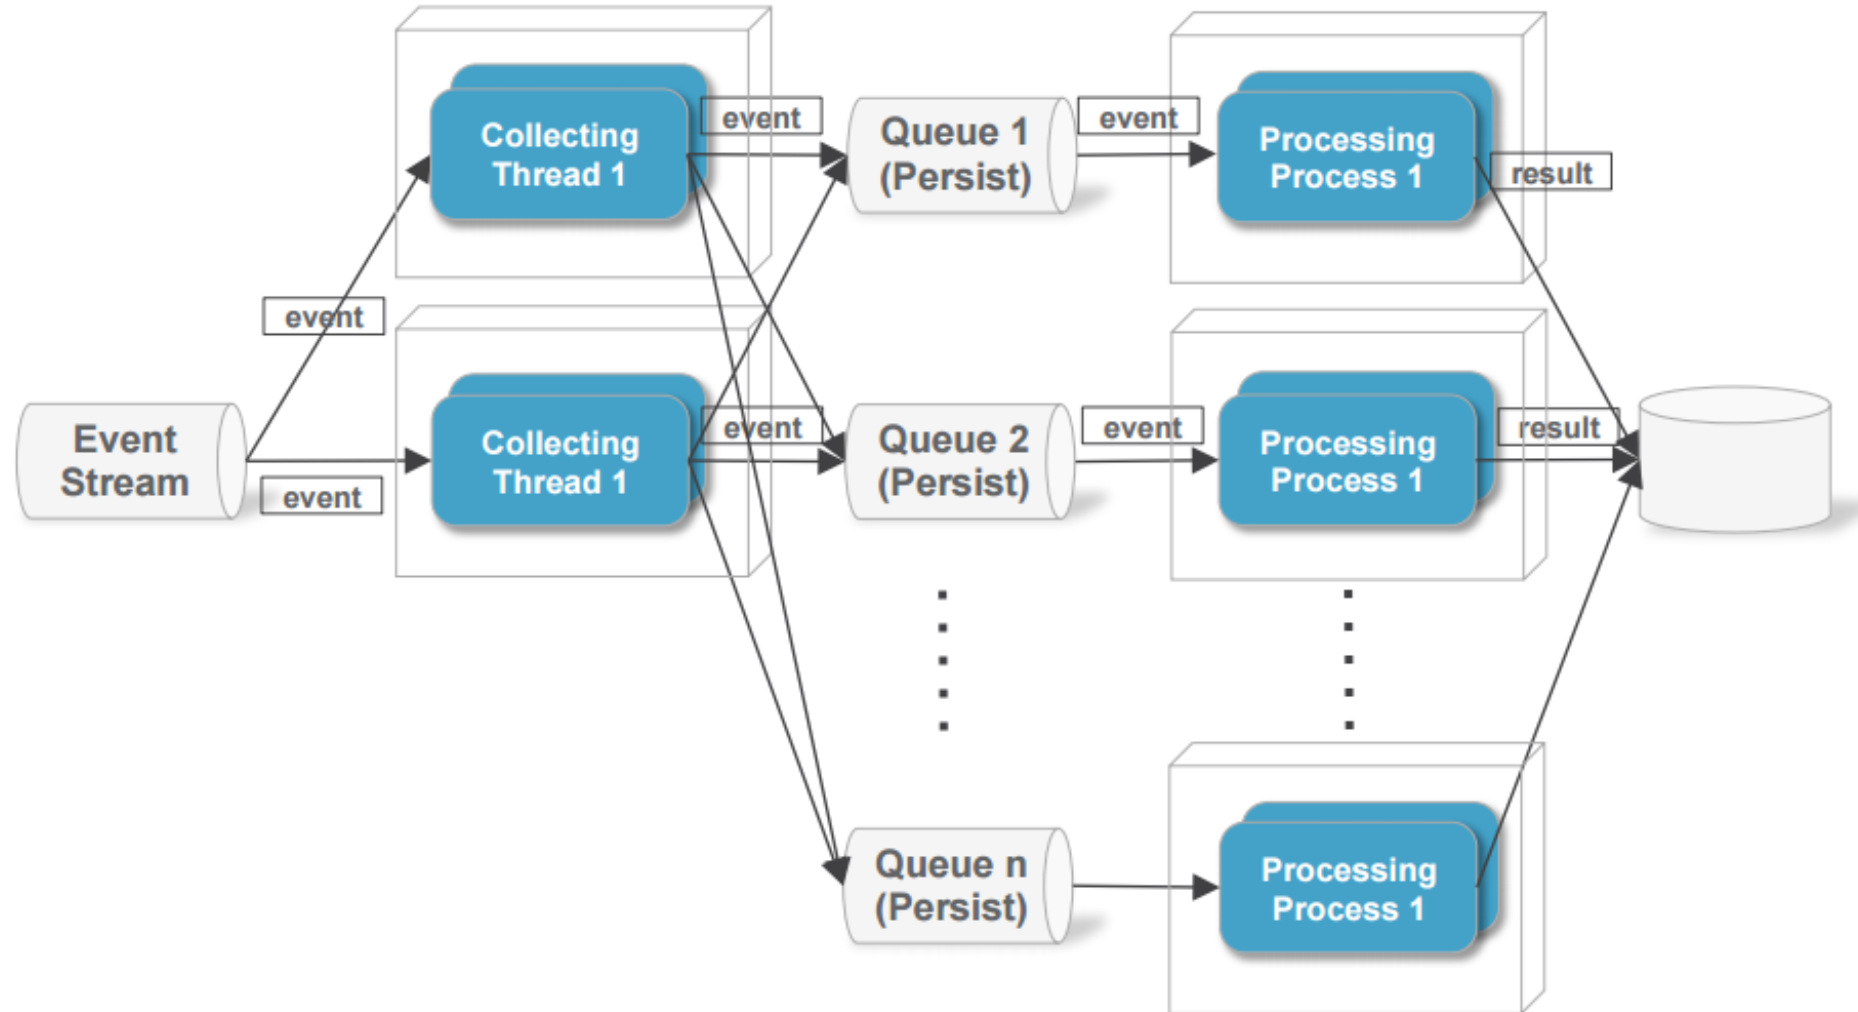 Collecting
Thread 1
event
Queue 1
(Persist)
event
Processing
Process 1
result
event
Event
Stream
event
Collecting
Thread 1
event
Queue 2
(Persist)
event
Processing
Process 1
result
Queue n
(Persist)
Processing
Process 1